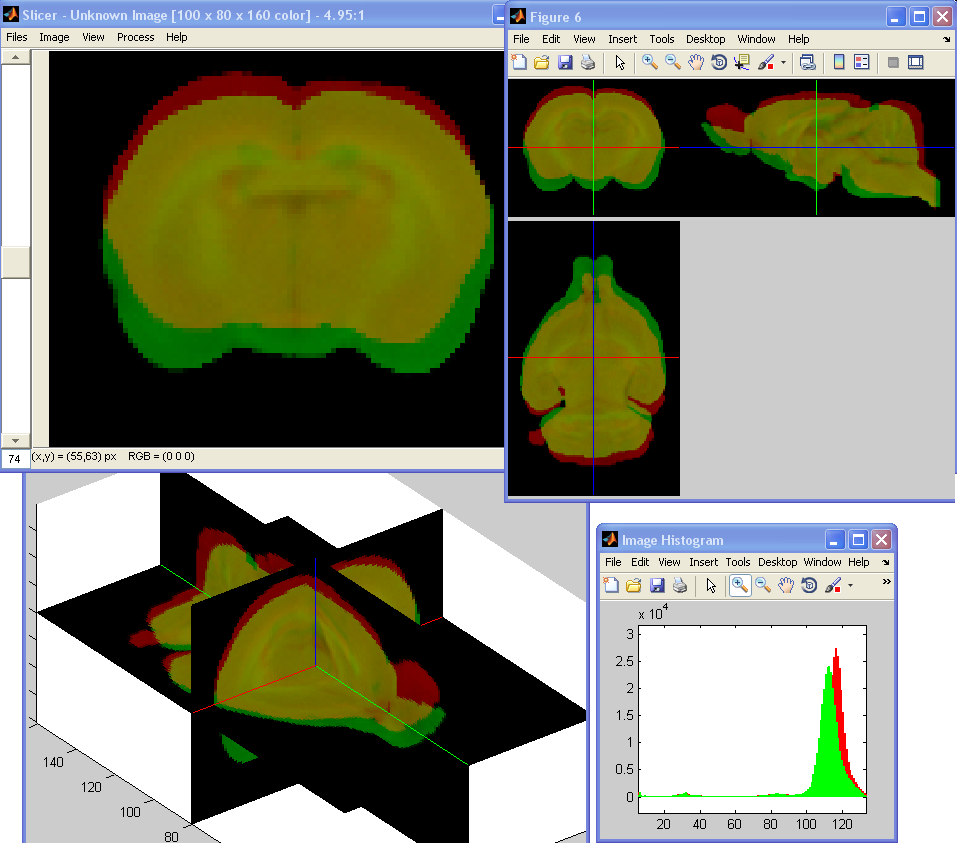 Slicer - Unknown Image [100 x 80 x 160 color] - 4.95:1
Files Image View Process Help
74
(x,y) = (55,63) px RGB = (0 0 0)
Figure 6
File Edit View Insert Tools Desktop Window Help
140
120
100
80
Image Histogram
File Edit View Insert Tools Desktop Window Help
x 10^4
3
2.5
2
1.5
1
0.5
0
20 40 60 80 100 120